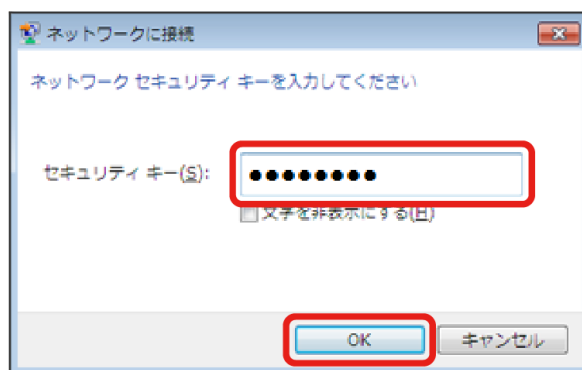 ネットワークに接続
ネットワーク セキュリティ キーを入力してください
セキュリティ キー(S): ●●●●●●●●
文字を非表示にする(H)
OK キャンセル